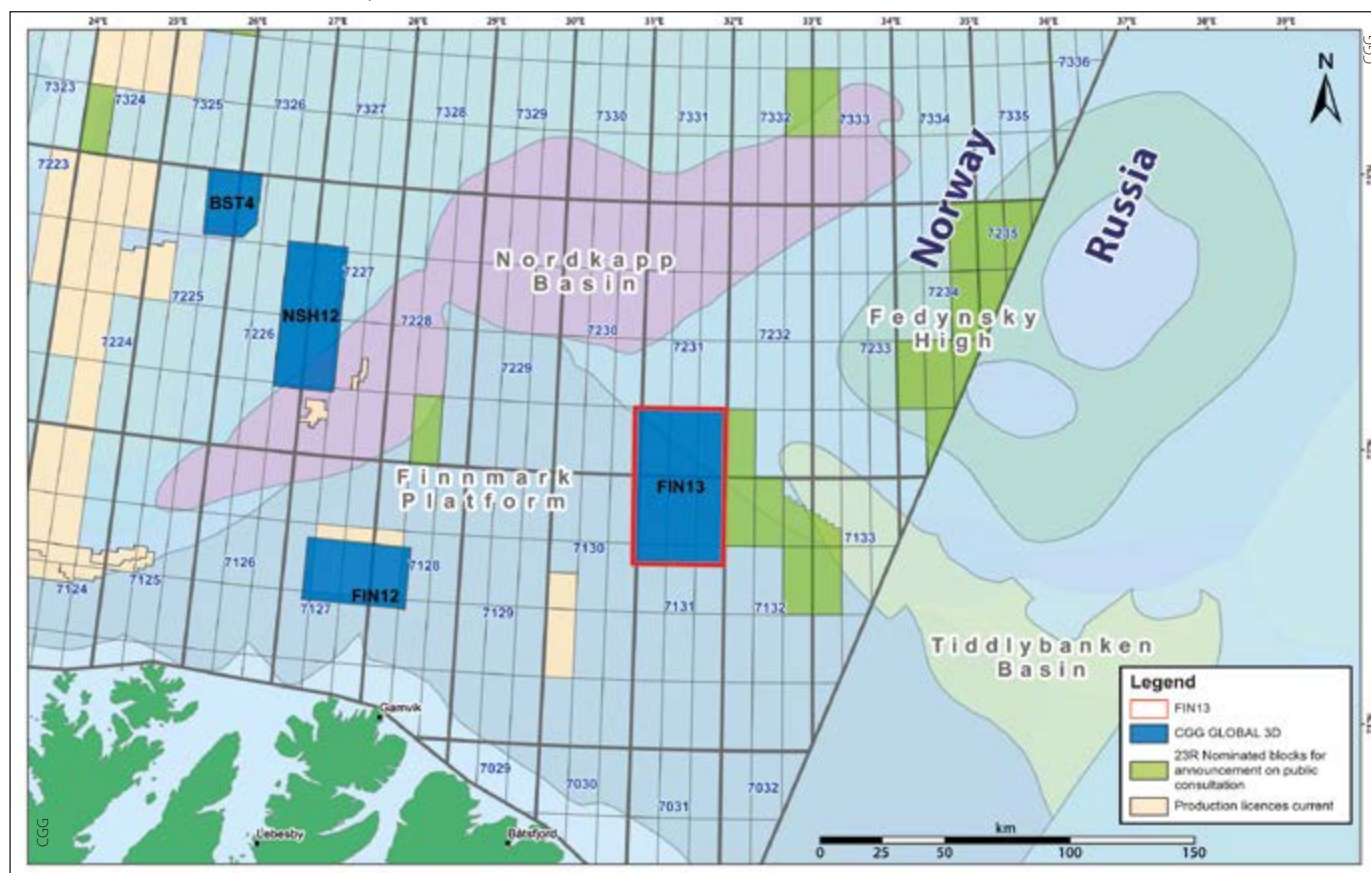 24°E 25°E 26°E 27°E 28°E 29°E 30°E 31°E 32°E 33°E 34°E 35°E 36°E 37°E 38°E 39°E
CGG
N
7336
7323 7324 7325 7326 7327 7328 7329 7330 7331 7332 7333 7334 7335
Norway
Russia
7223
BST4
7235
Nordkapp
Basin
7227
7234
7225
NSH12
7228
Fedynsky
High
7224 7226 7230 7231 7232 7233
7229
Finnmark
Platform
FIN13
7133
7130
7126 7128
7124 7125
FIN12
7127 7129 7131 7132
Tiddlybanken
Basin
Gamvik
7029 7030 7031 7032
Lebesby
Båtsfjord
CGG
Legend
FIN13
CGG GLOBAL 3D
23R Nominated blocks for
announcement on public
consultation
Production licences current
km
0 25 50 100 150